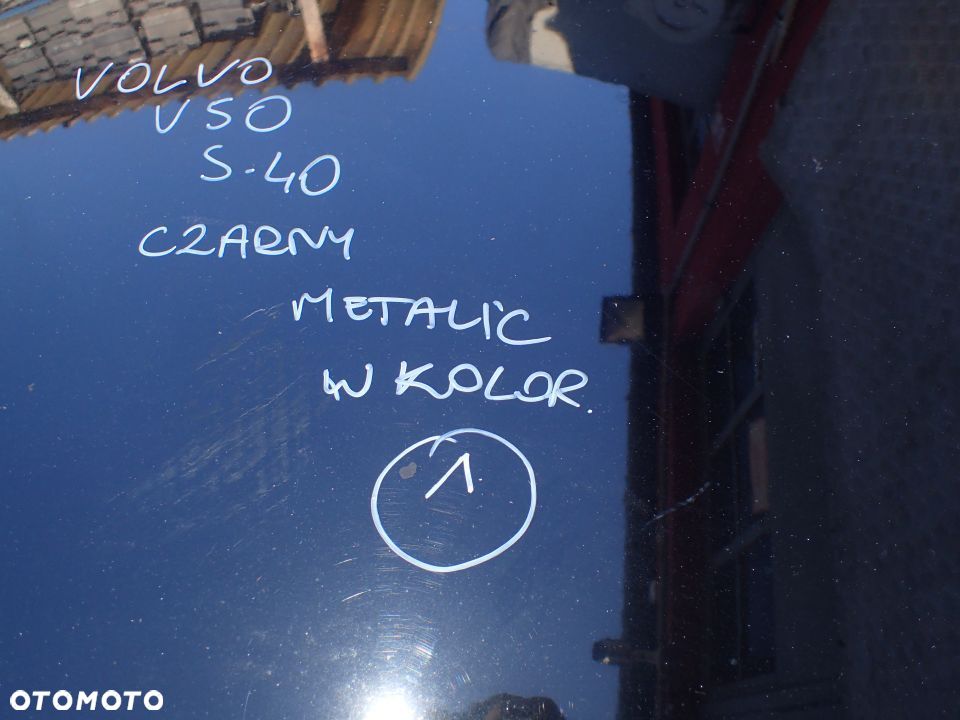 VOLVO
V50
S-40
CZARNY
METALIC
W KOLOR.
1
OTOMOTO